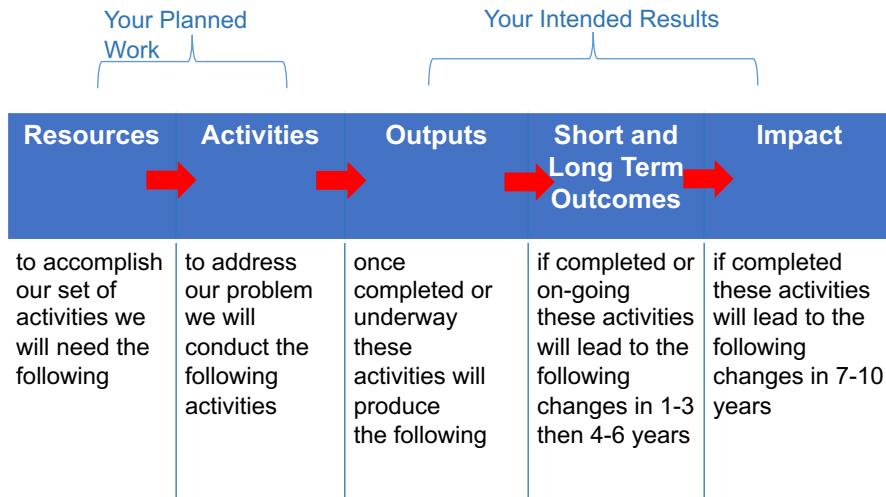 Your Planned
Work
Your Intended Results
Resources
Activities
Outputs
Short and
Long Term
Outcomes
Impact
to accomplish
our set of
activities we
will need the
following
to address
our problem
we will
conduct the
following
activities
once
completed or
underway
these
activities will
produce
the following
if completed or
on-going
these activities
will lead to the
following
changes in 1-3
then 4-6 years
if completed
these activities
will lead to the
following
changes in 7-10
years